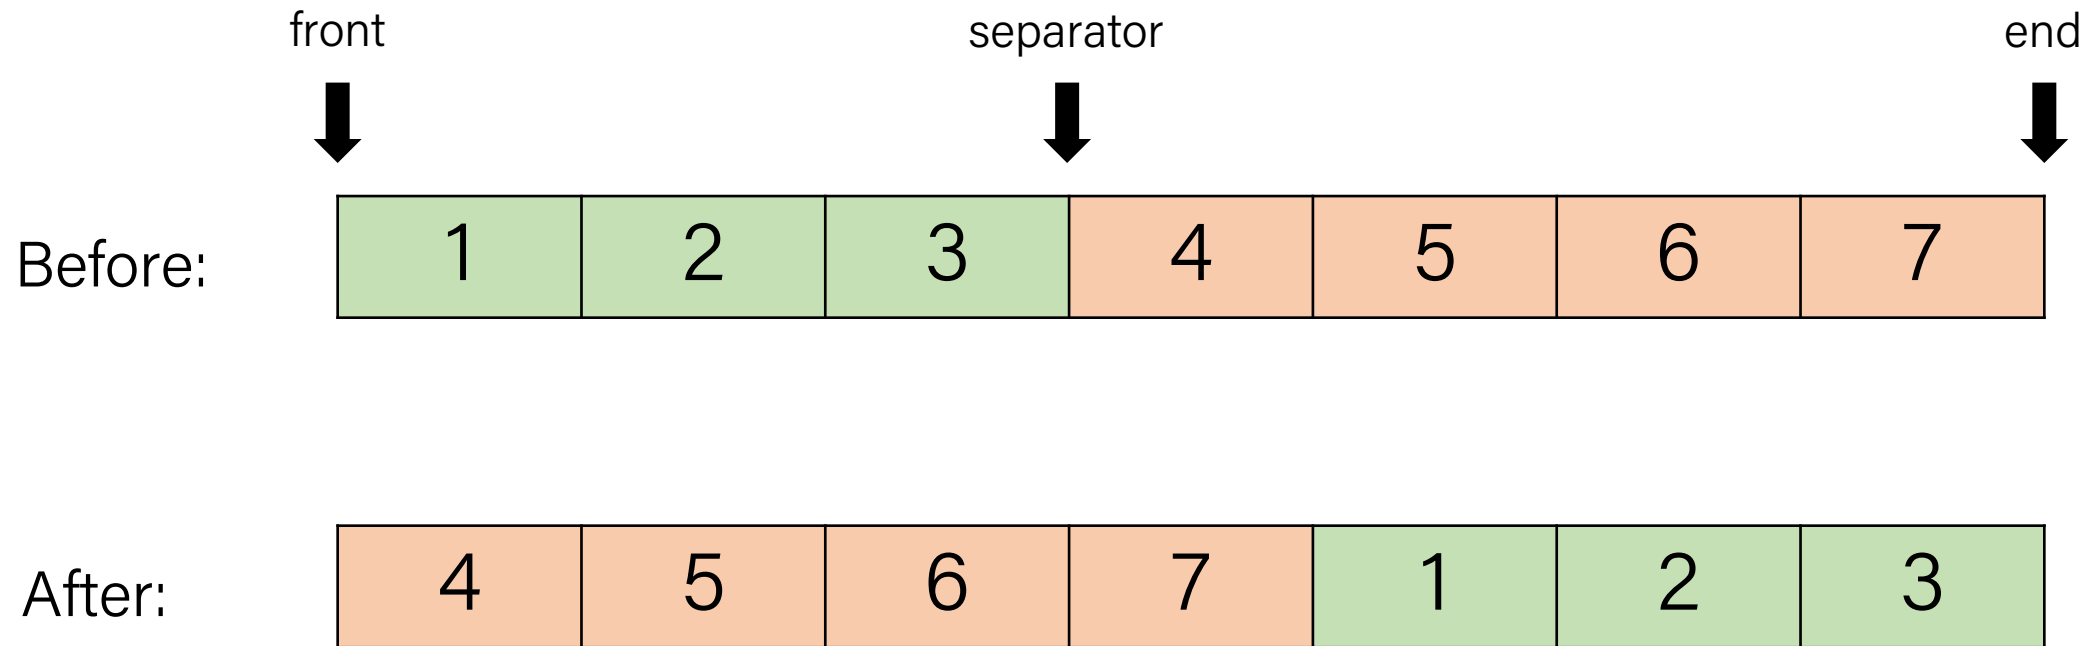 front separator end
Before: 1 2 3 4 5 6 7
After: 4 5 6 7 1 2 3